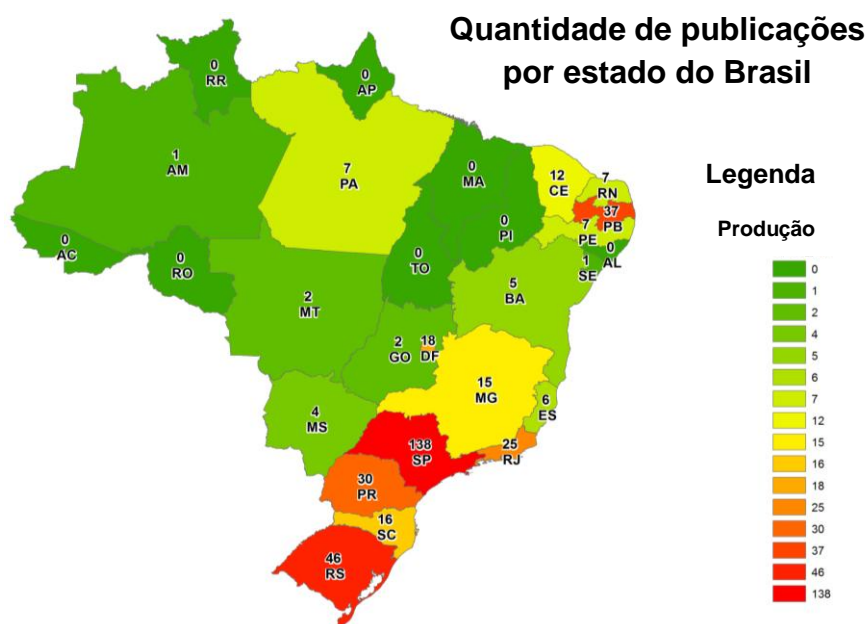 Quantidade de publicações
por estado do Brasil
0
RR
0
AP
1
AM
7
PA
0
MA
12
CE
7
RN
37
PB
0
PI
7
PE
0
AL
1
SE
0
AC
0
RO
0
TO
5
BA
2
MT
2
GO
18
DF
15
MG
6
ES
4
MS
138
SP
25
RJ
30
PR
16
SC
46
RS
Legenda
Produção
0
1
2
4
5
6
7
12
15
16
18
25
30
37
46
138